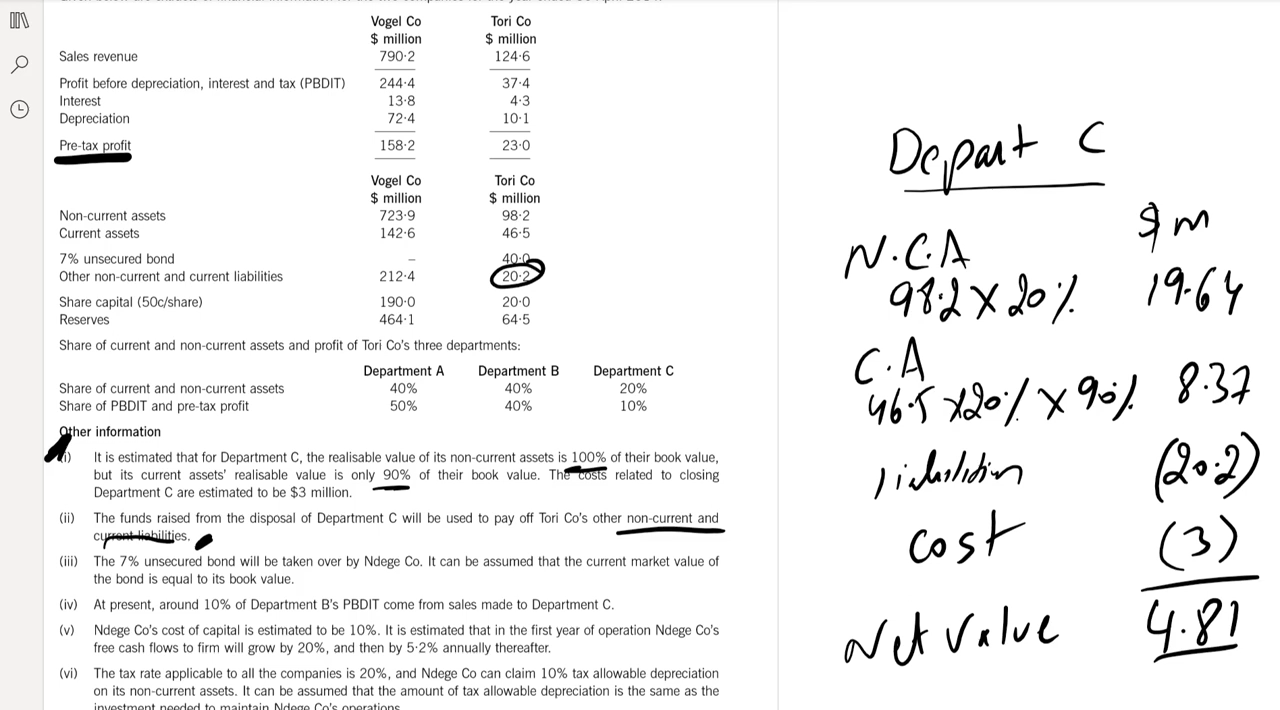 Vogel Co Tori Co
$ million $ million
Sales revenue 790·2 124·6
Profit before depreciation, interest and tax (PBDIT) 244·4 37·4
Interest 13·8 4·3
Depreciation 72·4 10·1
Pre-tax profit 158·2 23·0
Vogel Co Tori Co
$ million $ million
Non-current assets 723·9 98·2
Current assets 142·6 46·5
7% unsecured bond – 40·0
Other non-current and current liabilities 212·4 20·2
Share capital (50c/share) 190·0 20·0
Reserves 464·1 64·5
Share of current and non-current assets and profit of Tori Co's three departments:
Department A Department B Department C
Share of current and non-current assets 40% 40% 20%
Share of PBDIT and pre-tax profit 50% 40% 10%
Other information
(i) It is estimated that for Department C, the realisable value of its non-current assets is 100% of their book value,
but its current assets' realisable value is only 90% of their book value. The costs related to closing
Department C are estimated to be $3 million.
(ii) The funds raised from the disposal of Department C will be used to pay off Tori Co's other non-current and
current liabilities.
(iii) The 7% unsecured bond will be taken over by Ndege Co. It can be assumed that the current market value of
the bond is equal to its book value.
(iv) At present, around 10% of Department B's PBDIT come from sales made to Department C.
(v) Ndege Co's cost of capital is estimated to be 10%. It is estimated that in the first year of operation Ndege Co's
free cash flows to firm will grow by 20%, and then by 5·2% annually thereafter.
(vi) The tax rate applicable to all the companies is 20%, and Ndege Co can claim 10% tax allowable depreciation
on its non-current assets. It can be assumed that the amount of tax allowable depreciation is the same as the
investment needed to maintain Ndege Co's operations.
Depart C
$ m
N.C.A
98.2 X 20% 19.64
C.A
46.5 X 20% X 90% 8.37
(20.2)
Cost (3)
Net Value 4.81